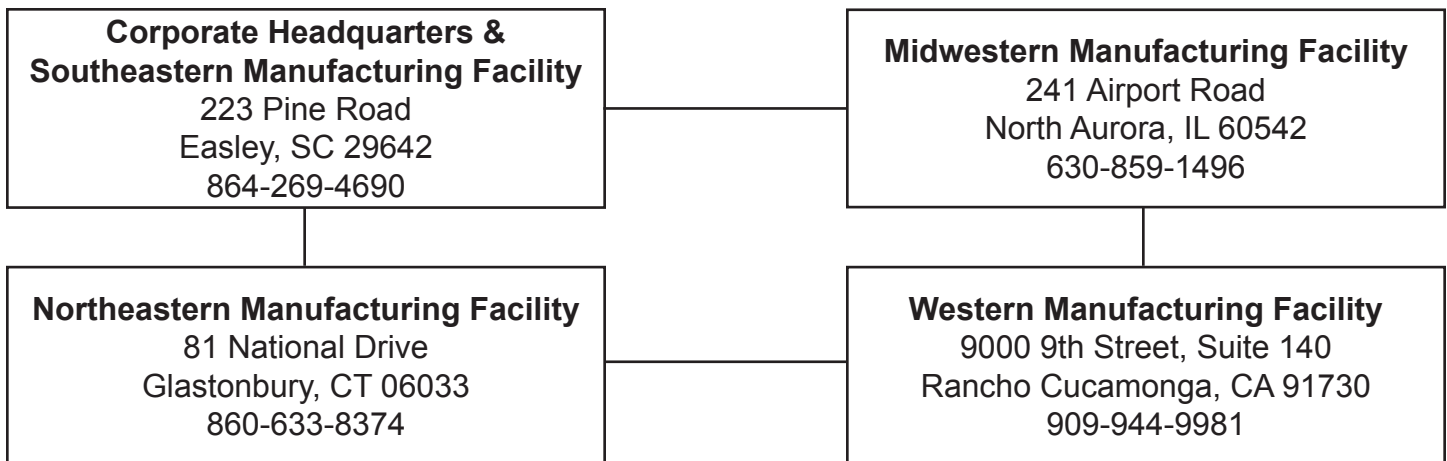 Corporate Headquarters &
Southeastern Manufacturing Facility
223 Pine Road
Easley, SC 29642
864-269-4690
Midwestern Manufacturing Facility
241 Airport Road
North Aurora, IL 60542
630-859-1496
Northeastern Manufacturing Facility
81 National Drive
Glastonbury, CT 06033
860-633-8374
Western Manufacturing Facility
9000 9th Street, Suite 140
Rancho Cucamonga, CA 91730
909-944-9981